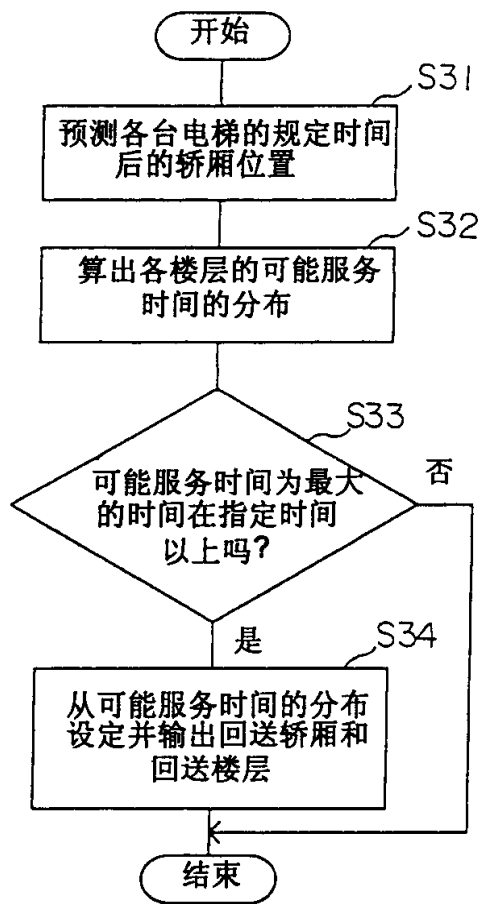 开始
S31
预测各台电梯的规定时间
后的轿厢位置
S32
算出各楼层的可能服务
时间的分布
S33
可能服务时间为最大
的时间在指定时间
以上吗?
否
是
S34
从可能服务时间的分布
设定并输出回送轿厢和
回送楼层
结束